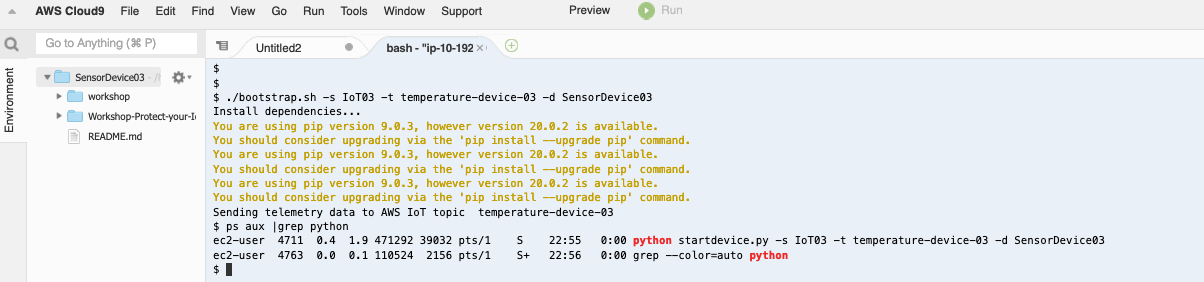 AWS Cloud9 File Edit Find View Go Run Tools Window Support Preview Run
Go to Anything (⌘ P)
Untitled2
bash - "ip-10-192
Environment
SensorDevice03 - /h
workshop
Workshop-Protect-your-I
README.md
$
$
$ ./bootstrap.sh -s IoT03 -t temperature-device-03 -d SensorDevice03
Install dependencies...
You are using pip version 9.0.3, however version 20.0.2 is available.
You should consider upgrading via the 'pip install --upgrade pip' command.
You are using pip version 9.0.3, however version 20.0.2 is available.
You should consider upgrading via the 'pip install --upgrade pip' command.
You are using pip version 9.0.3, however version 20.0.2 is available.
You should consider upgrading via the 'pip install --upgrade pip' command.
Sending telemetry data to AWS IoT topic  temperature-device-03
$ ps aux |grep python
ec2-user  4711  0.4  1.9 471292 39032 pts/1    S    22:55   0:00 python startdevice.py -s IoT03 -t temperature-device-03 -d SensorDevice03
ec2-user  4763  0.0  0.1 110524  2156 pts/1    S+   22:56   0:00 grep --color=auto python
$